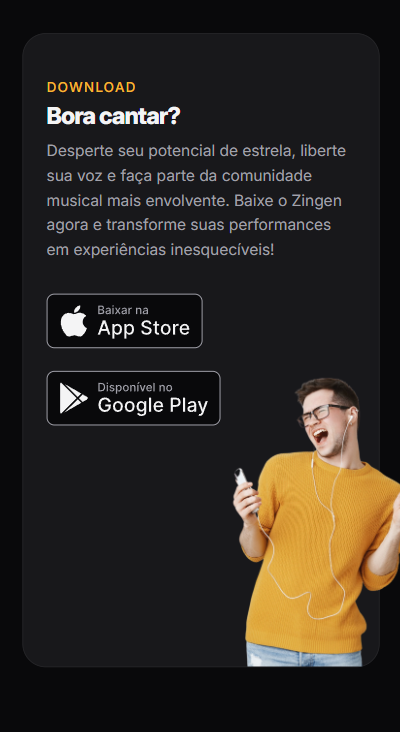 DOWNLOAD
Bora cantar?
Desperte seu potencial de estrela, liberte
sua voz e faça parte da comunidade
musical mais envolvente. Baixe o Zingen
agora e transforme suas performances
em experiências inesquecíveis!
Baixar na
App Store
Disponível no
Google Play